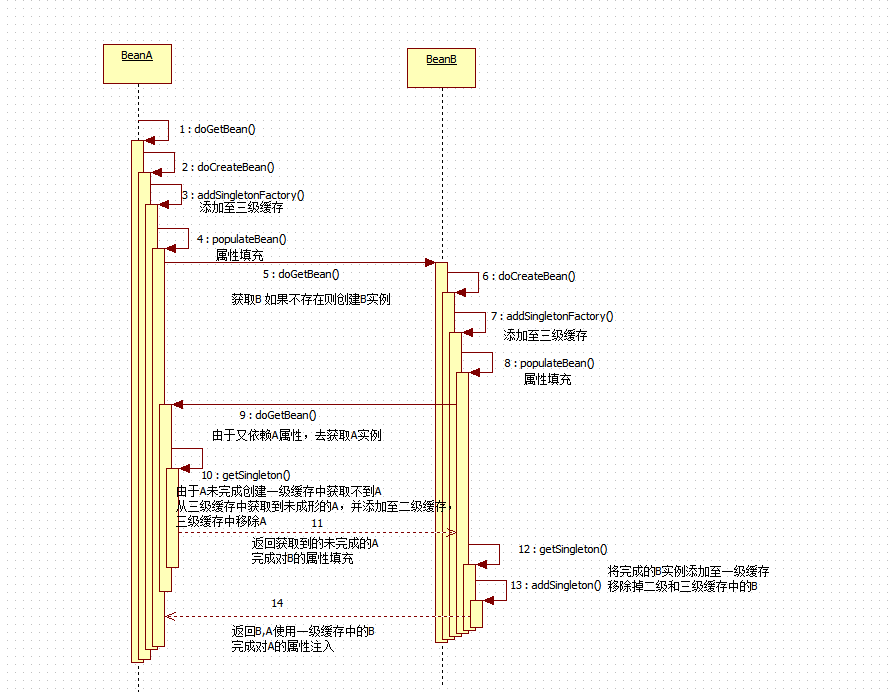 BeanA
BeanB
1 : doGetBean()
2 : doCreateBean()
3 : addSingletonFactory()
添加至三级缓存
4 : populateBean()
属性填充
5 : doGetBean()
获取B 如果不存在则创建B实例
6 : doCreateBean()
7 : addSingletonFactory()
添加至三级缓存
8 : populateBean()
属性填充
9 : doGetBean()
由于又依赖A属性，去获取A实例
10 : getSingleton()
由于A未完成创建一级缓存中获取不到A
从三级缓存中获取到未成形的A，并添加至二级缓存，
三级缓存中移除A
11
返回获取到的未完成的A
完成对B的属性填充
12 : getSingleton()
13 : addSingleton()
将完成的B实例添加至一级缓存
移除掉二级和三级缓存中的B
14
返回B,A使用一级缓存中的B
完成对A的属性注入